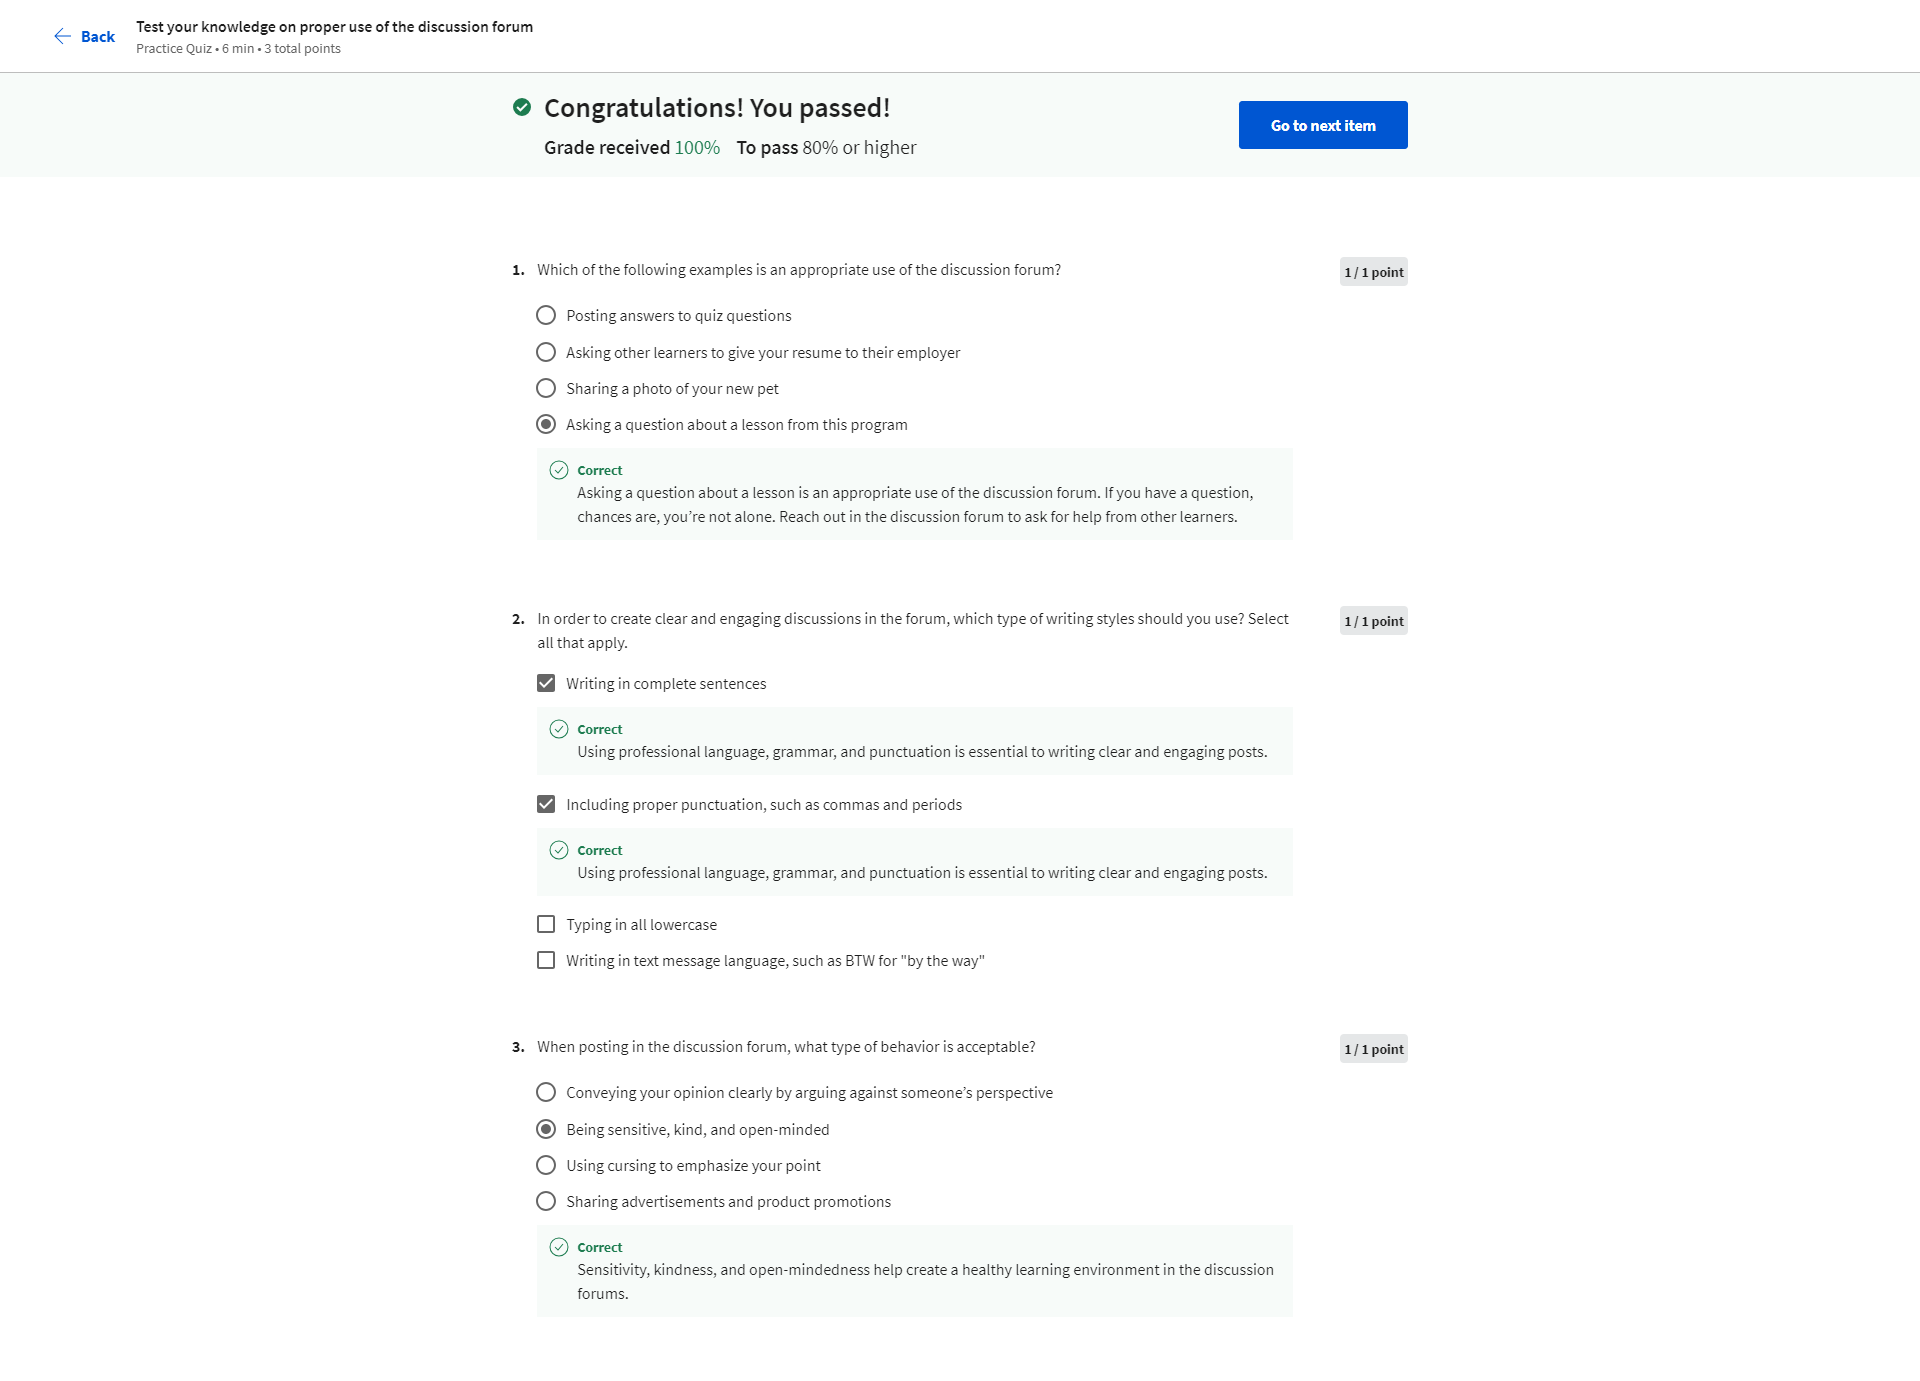 Back
Test your knowledge on proper use of the discussion forum
Practice Quiz • 6 min • 3 total points
Congratulations! You passed!
Grade received 100% To pass 80% or higher
Go to next item
1. Which of the following examples is an appropriate use of the discussion forum?
1 / 1 point
Posting answers to quiz questions
Asking other learners to give your resume to their employer
Sharing a photo of your new pet
Asking a question about a lesson from this program
Correct
Asking a question about a lesson is an appropriate use of the discussion forum. If you have a question,
chances are, you’re not alone. Reach out in the discussion forum to ask for help from other learners.
2. In order to create clear and engaging discussions in the forum, which type of writing styles should you use? Select
all that apply.
1 / 1 point
Writing in complete sentences
Correct
Using professional language, grammar, and punctuation is essential to writing clear and engaging posts.
Including proper punctuation, such as commas and periods
Correct
Using professional language, grammar, and punctuation is essential to writing clear and engaging posts.
Typing in all lowercase
Writing in text message language, such as BTW for "by the way"
3. When posting in the discussion forum, what type of behavior is acceptable?
1 / 1 point
Conveying your opinion clearly by arguing against someone’s perspective
Being sensitive, kind, and open-minded
Using cursing to emphasize your point
Sharing advertisements and product promotions
Correct
Sensitivity, kindness, and open-mindedness help create a healthy learning environment in the discussion
forums.